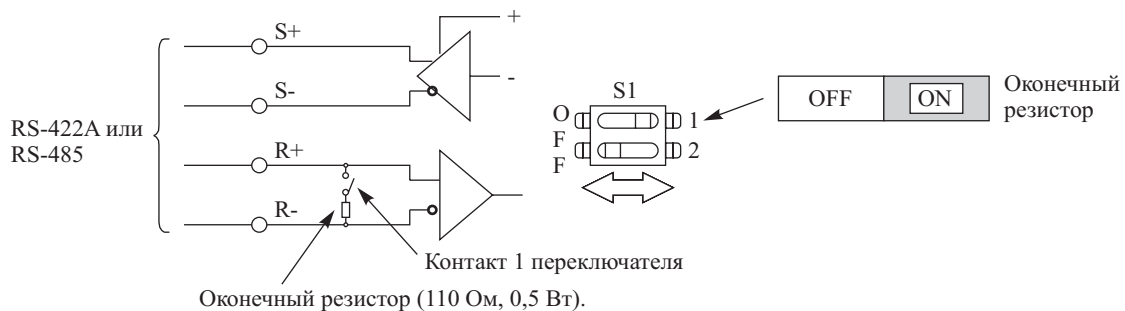 S+
+
S-
-
RS-422A или
RS-485
R+
R-
Контакт 1 переключателя
Оконечный резистор (110 Ом, 0,5 Вт).
S1
O
F
F
1
2
OFF
ON
Оконечный
резистор